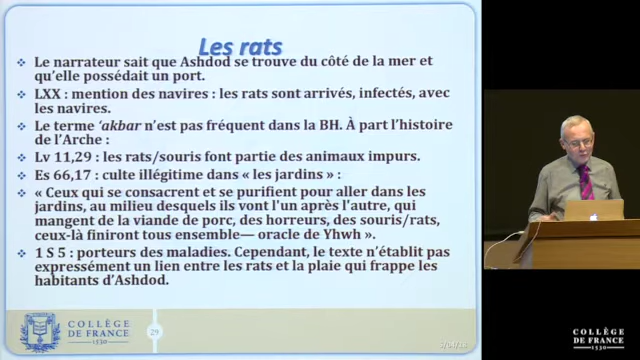 Les rats
Le narrateur sait que Ashdod se trouve du côté de la mer et
qu'elle possédait un port.
LXX : mention des navires : les rats sont arrivés, infectés, avec
les navires.
Le terme ‘akbar n'est pas fréquent dans la BH. À part l'histoire
de l'Arche :
Lv 11,29 : les rats/souris font partie des animaux impurs.
Es 66,17 : culte illégitime dans « les jardins » :
« Ceux qui se consacrent et se purifient pour aller dans les
jardins, au milieu desquels ils vont l'un après l'autre, qui
mangent de la viande de porc, des horreurs, des souris/rats,
ceux-là finiront tous ensemble— oracle de Yhwh ».
1 S 5 : porteurs des maladies. Cependant, le texte n'établit pas
expressément un lien entre les rats et la plaie qui frappe les
habitants d'Ashdod.
COLLÈGE
DE FRANCE
1530
29
COLLÈGE
DE FRANCE
1530